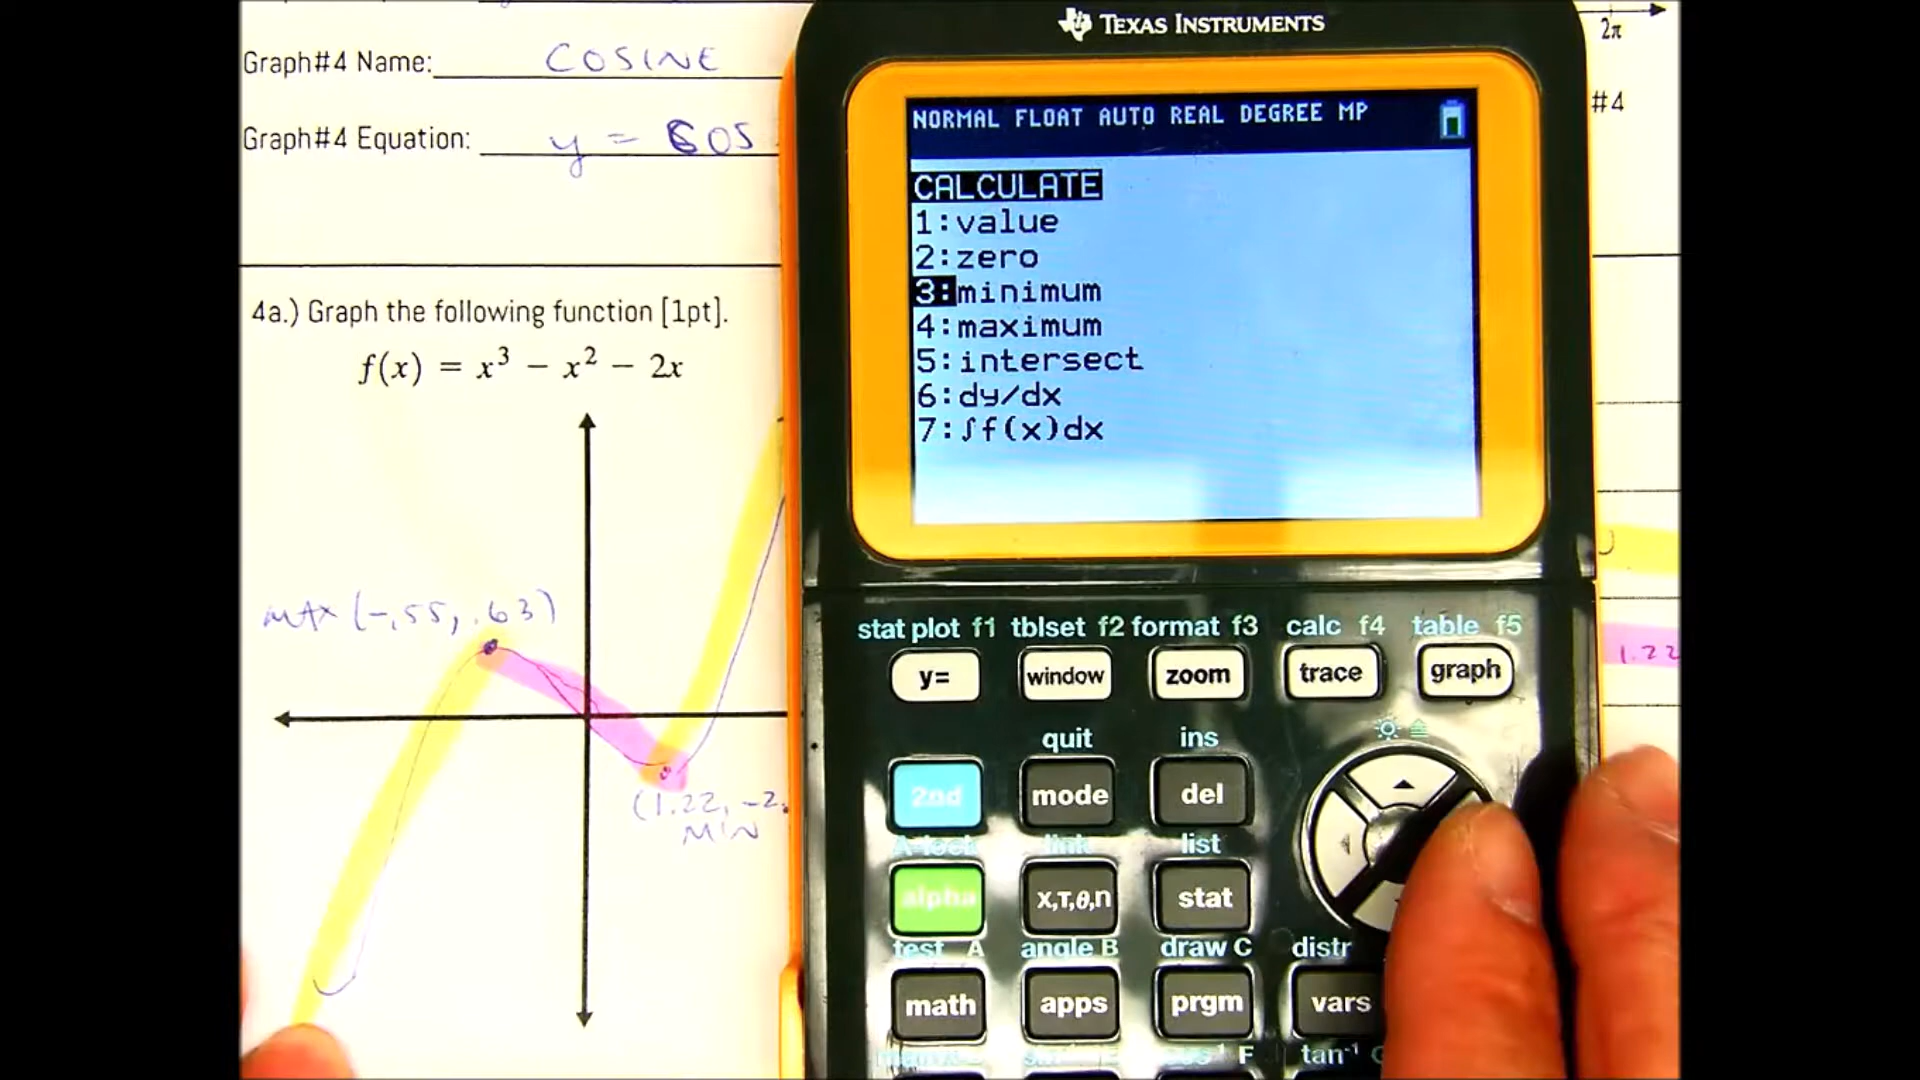 Graph#4 Name: COSINE
Graph#4 Equation: y = COS
4a.) Graph the following function [1pt].
f(x) = x³ − x² − 2x
MAX (-.55, .63)
(1.22, -2.
MIN
TEXAS INSTRUMENTS
NORMAL FLOAT AUTO REAL DEGREE MP
CALCULATE
1:value
2:zero
3:minimum
4:maximum
5:intersect
6:dy/dx
7:∫f(x)dx
stat plot f1 tblset f2 format f3 calc f4 table f5
y= window zoom trace graph
quit ins
2nd mode del
A-lock link list
alpha X,T,θ,n stat
test A angle B draw C distr
math apps prgm vars
F tan⁻¹
2π
#4
1.22